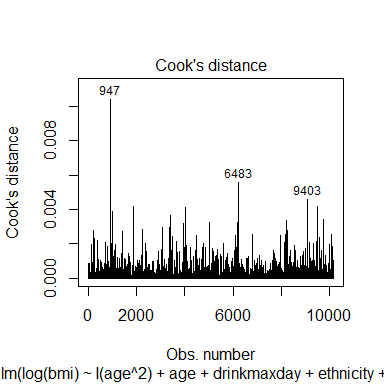 Cook's distance
947
6483
9403
Cook's distance
0.000 0.004 0.008
0 2000 6000 10000
Obs. number
lm(log(bmi) ~ I(age^2) + age + drinkmaxday + ethnicity +